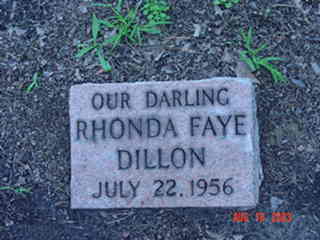 OUR DARLING
RHONDA FAYE
DILLON
JULY 22, 1956